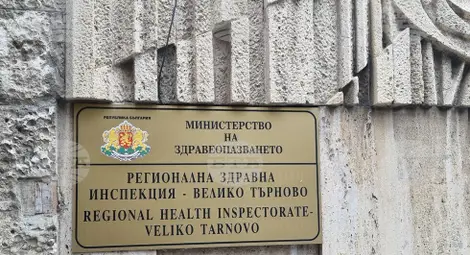 РЕПУБЛИКА БЪЛГАРИЯ
МИНИСТЕРСТВО
НА
ЗДРАВЕОПАЗВАНЕТО
РЕГИОНАЛНА ЗДРАВНА
ИНСПЕКЦИЯ - ВЕЛИКО ТЪРНОВО
REGIONAL HEALTH INSPECTORATE-
VELIKO TARNOVO